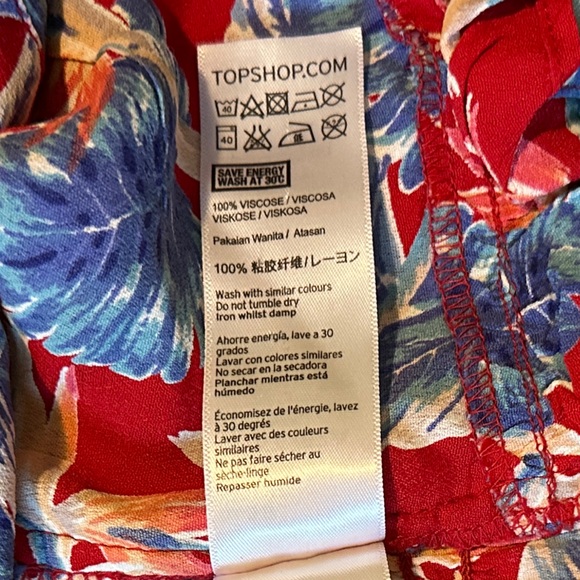 TOPSHOP.COM
40
40
SAVE ENERGY
WASH AT 30°C
100% VISCOSE / VISCOSA
VISKOSE / VISKOSA
Pakaian Wanita / Atasan
100% 粘胶纤维/レーヨン
Wash with similar colours
Do not tumble dry
Iron whilst damp
Ahorre energía, lave a 30
grados
Lavar con colores similares
No secar en la secadora
Planchar mientras está
húmedo
Économisez de l'énergie, lavez
à 30 degrés
Laver avec des couleurs
similaires
Ne pas faire sécher au
sèche-linge
Repasser humide